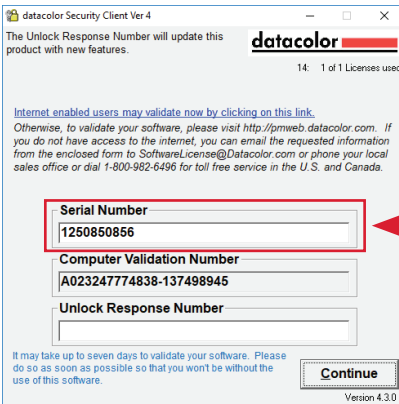 datacolor Security Client Ver 4
The Unlock Response Number will update this
product with new features.
datacolor
14: 1 of 1 Licenses used
Internet enabled users may validate now by clicking on this link.
Otherwise, to validate your software, please visit http://pmweb.datacolor.com. If
you do not have access to the internet, you can email the requested information
from the enclosed form to SoftwareLicense@Datacolor.com or phone your local
sales office or dial 1-800-982-6496 for toll free service in the U.S. and Canada.
Serial Number
1250850856
Computer Validation Number
A023247774838-137498945
Unlock Response Number
It may take up to seven days to validate your software. Please
do so as soon as possible so that you won't be without the
use of this software.
Continue
Version 4.3.0